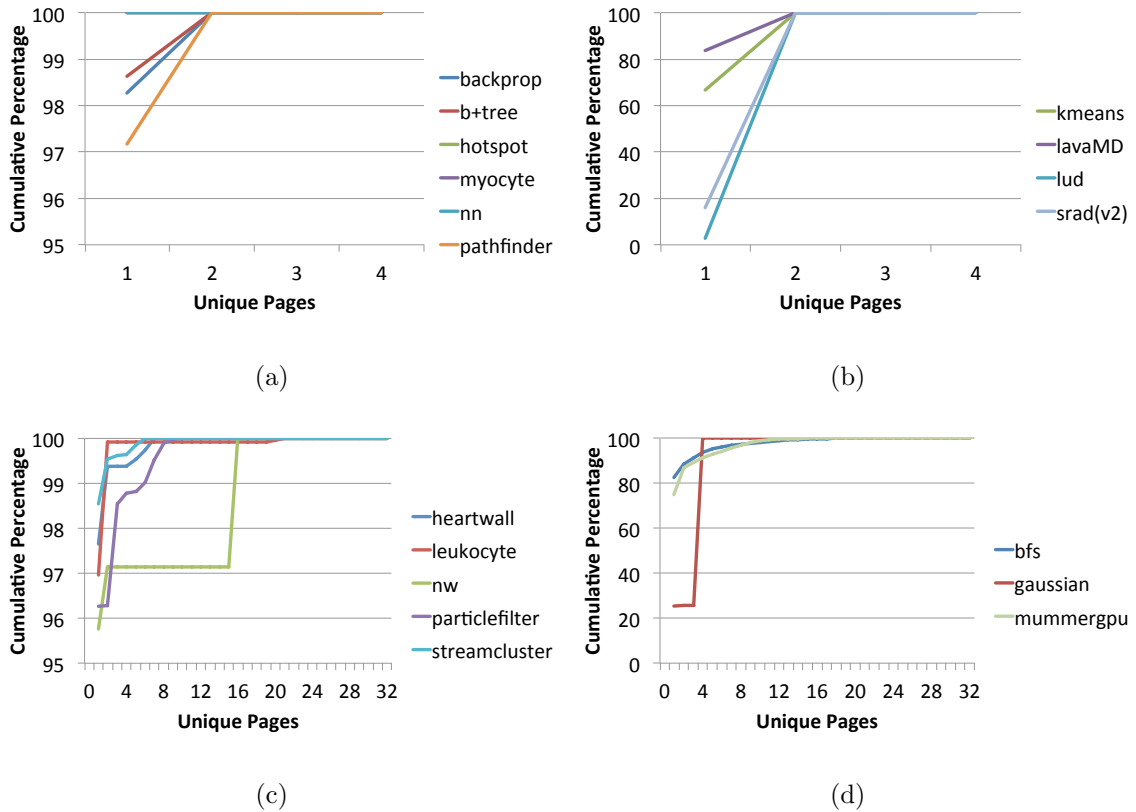 100
99
98
97
96
95
Cumulative Percentage
1 2 3 4
Unique Pages
backprop
b+tree
hotspot
myocyte
nn
pathfinder
(a)
100
80
60
40
20
0
Cumulative Percentage
1 2 3 4
Unique Pages
kmeans
lavaMD
lud
srad(v2)
(b)
100
99
98
97
96
95
Cumulative Percentage
0 4 8 12 16 20 24 28 32
Unique Pages
heartwall
leukocyte
nw
particlefilter
streamcluster
(c)
100
80
60
40
20
0
Cumulative Percentage
0 4 8 12 16 20 24 28 32
Unique Pages
bfs
gaussian
mummergpu
(d)